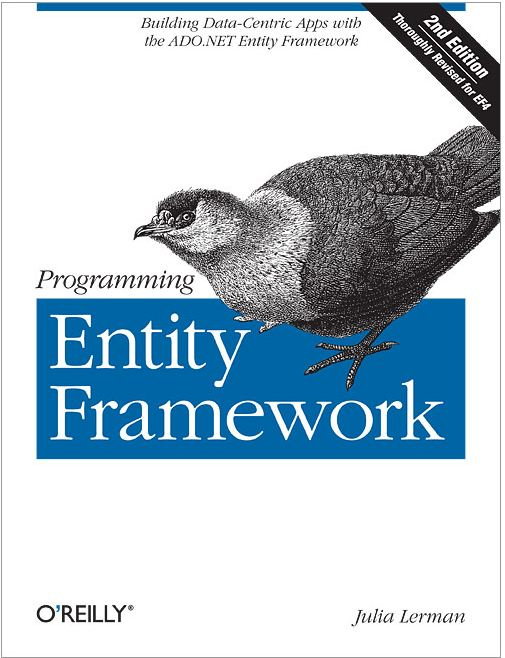 Building Data-Centric Apps with
the ADO.NET Entity Framework
2nd Edition
Thoroughly Revised for EF4
Programming
Entity
Framework
O'REILLY®
Julia Lerman